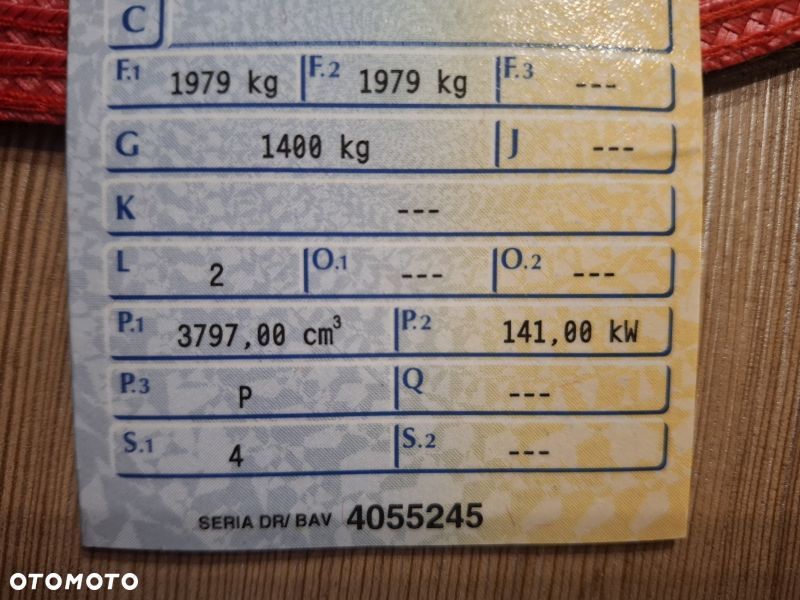 C
F.1 1979 kg F.2 1979 kg F.3 ---
G 1400 kg J ---
K ---
L 2 O.1 --- O.2 ---
P.1 3797,00 cm³ P.2 141,00 kW
P.3 P Q ---
S.1 4 S.2 ---
SERIA DR/ BAV 4055245
OTOMOTO